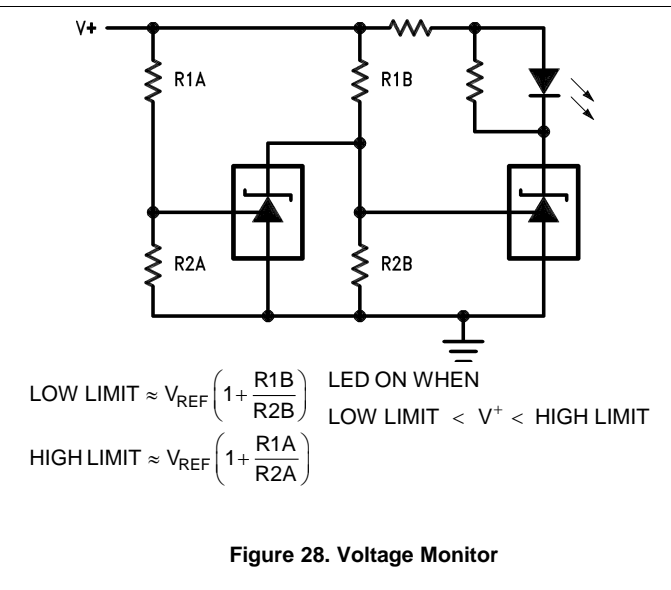 V+
R1A
R1B
R2A
R2B
LOW LIMIT ≈ V_REF (1 + R1B/R2B) LED ON WHEN
LOW LIMIT < V⁺ < HIGH LIMIT
HIGH LIMIT ≈ V_REF (1 + R1A/R2A)
Figure 28. Voltage Monitor